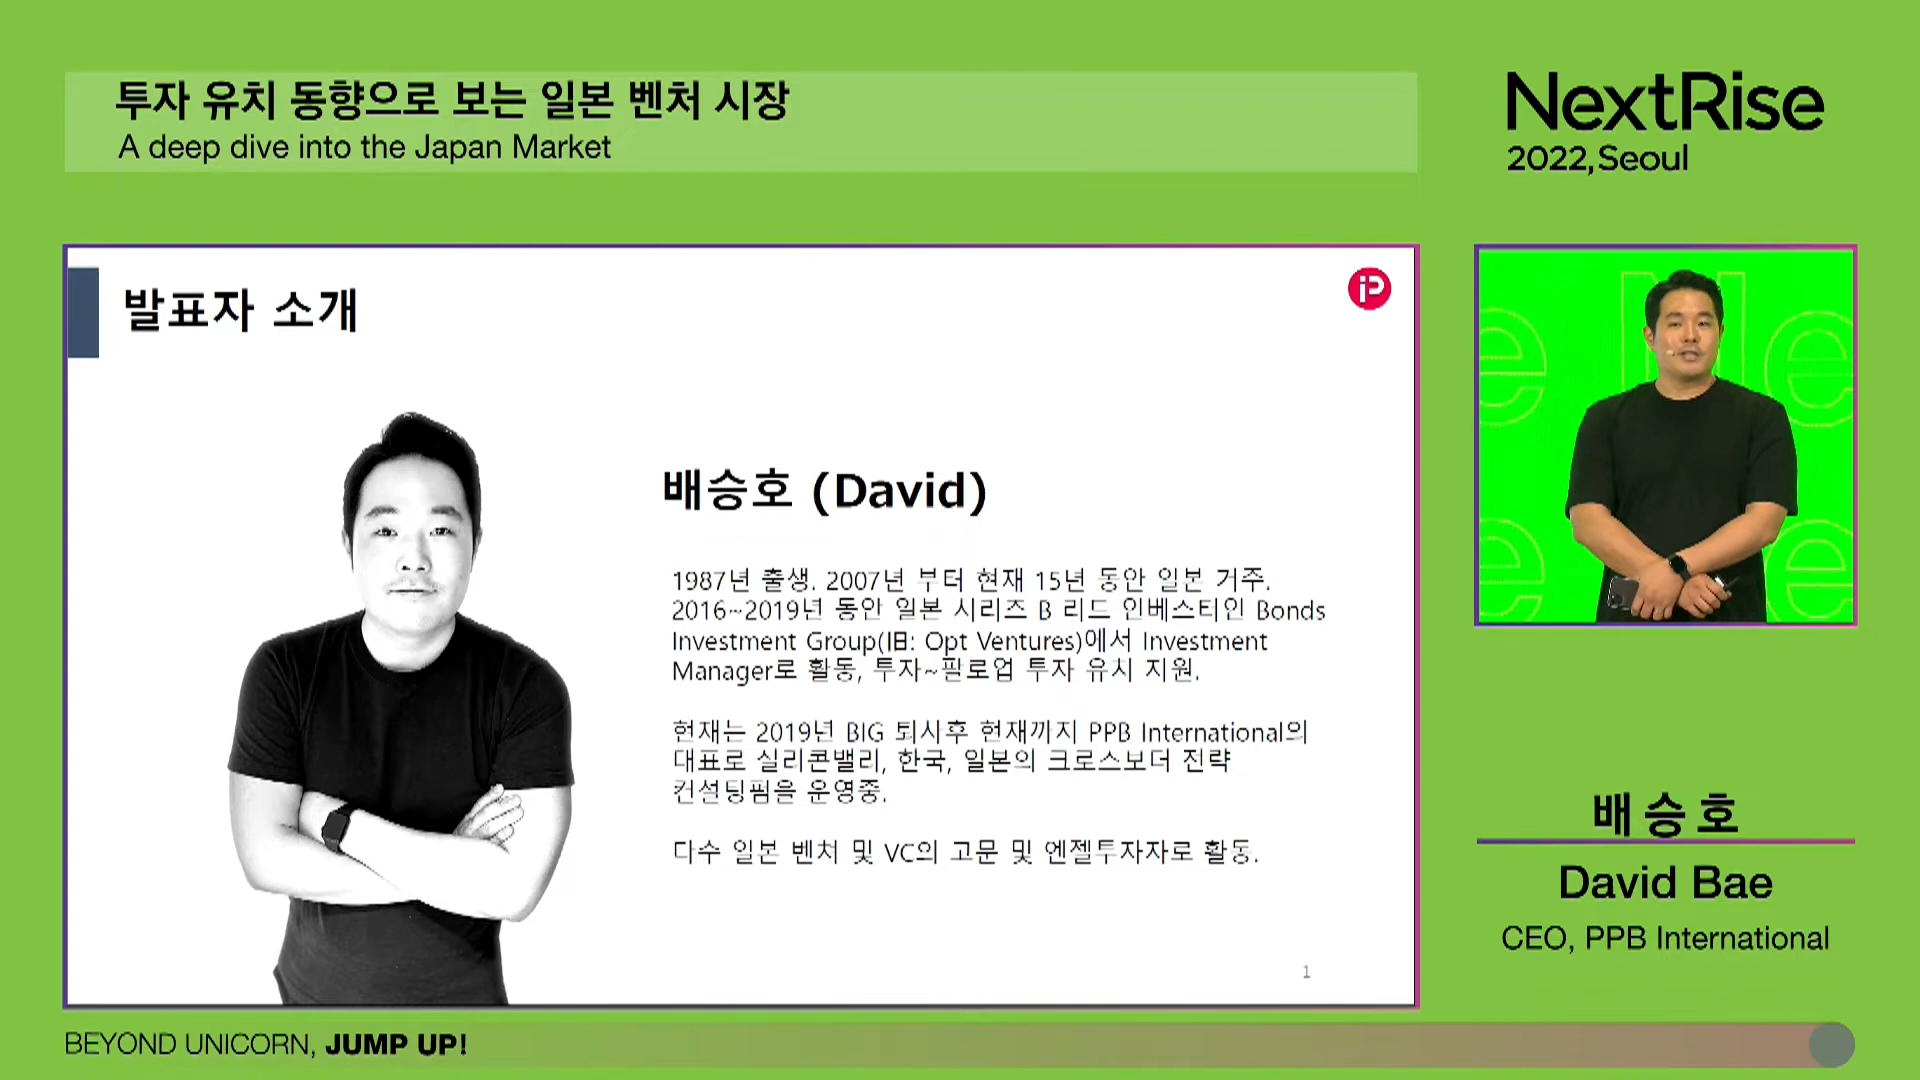 투자 유치 동향으로 보는 일본 벤처 시장
A deep dive into the Japan Market
NextRise
2022, Seoul
발표자 소개
배승호 (David)
1987년 출생. 2007년 부터 현재 15년 동안 일본 거주.
2016~2019년 동안 일본 시리즈 B 리드 인베스티인 Bonds
Investment Group(旧: Opt Ventures)에서 Investment
Manager로 활동, 투자~팔로업 투자 유치 지원.
현재는 2019년 BIG 퇴시후 현재까지 PPB International의
대표로 실리콘밸리, 한국, 일본의 크로스보더 전략
컨설팅펌을 운영중.
다수 일본 벤처 및 VC의 고문 및 엔젤투자자로 활동.
1
배승호
David Bae
CEO, PPB International
BEYOND UNICORN, JUMP UP!